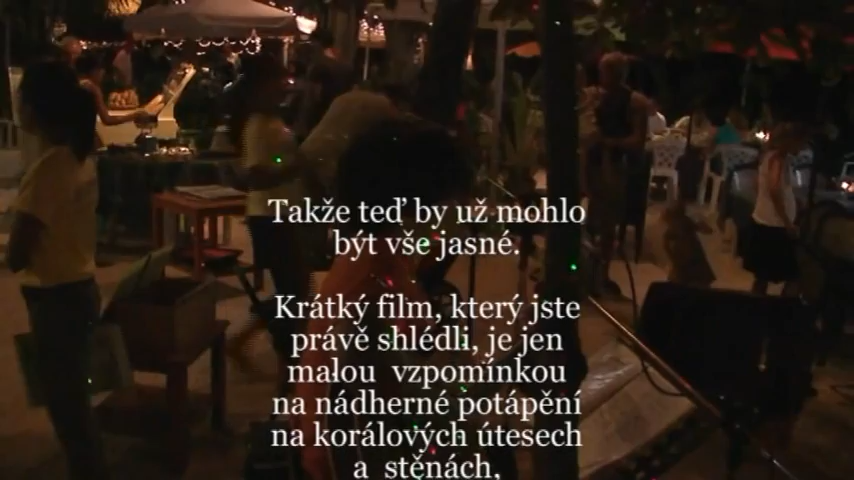 Takže teď by už mohlo
být vše jasné.
Krátký film, který jste
právě shlédli, je jen
malou vzpomínkou
na nádherné potápění
na korálových útesech
a stěnách,